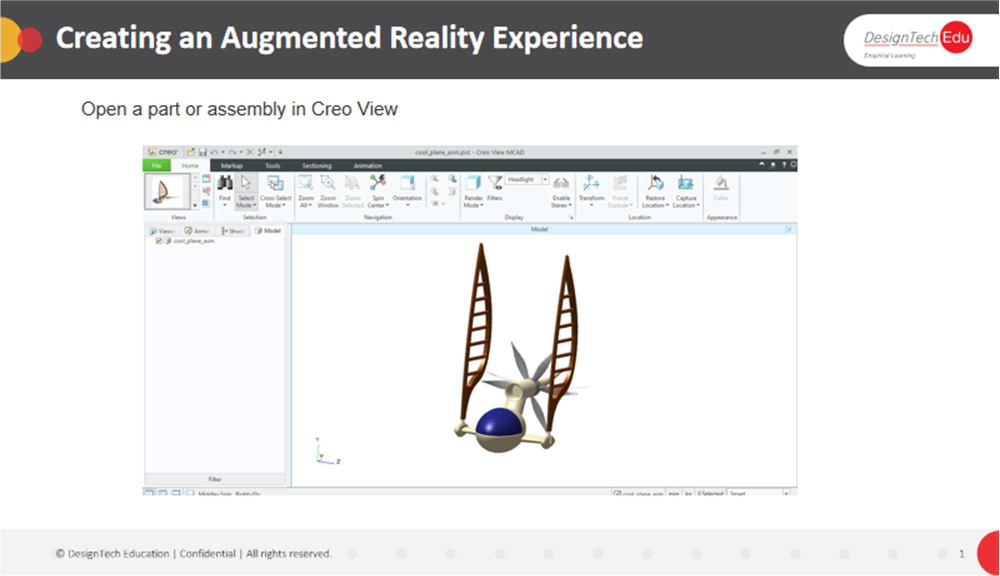 Creating an Augmented Reality Experience
DesignTech Edu
Empirical Learning
Open a part or assembly in Creo View
creo
cool_plane_asm.pvz - Creo View MCAD
File Home Markup Tools Sectioning Animation
Headlight
Find Select Mode Cross-Select Mode Zoom All Zoom Window Zoom Selected Spin Center Orientation Render Mode Filters Enable Stereo Transform Preset Explode Restore Location Capture Location Color
Views Selection Navigation Display Location Appearance
Views Annot Struct Model
Model
cool_plane_asm
Y
X
Z
Filter
Middle=Spin, Right=Fly cool_plane_asm mm kg 0 Selected Smart
© DesignTech Education | Confidential | All rights reserved.
1